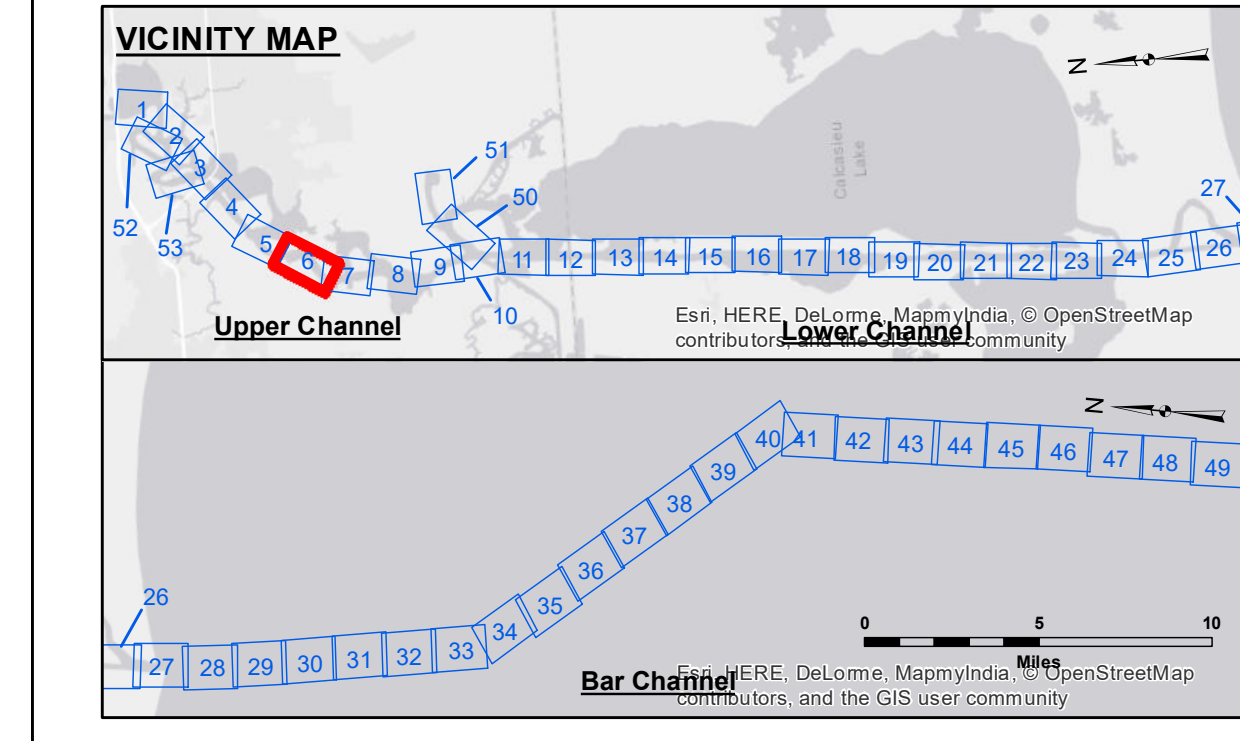 VICINITY MAP
N
1
2
3
4
5
6
7
8
9
10
11 12 13 14 15 16 17 18 19 20 21 22 23 24 25 26
27
50
51
52
53
Calcasieu
Lake
Upper Channel
Lower Channel
Esri, HERE, DeLorme, MapmyIndia, © OpenStreetMap
contributors, and the GIS user community
N
26
27 28 29 30 31 32 33 34 35 36 37 38 39 40 41 42 43 44 45 46 47 48 49
0 5 10
Miles
Bar Channel
Esri, HERE, DeLorme, MapmyIndia, © OpenStreetMap
contributors, and the GIS user community